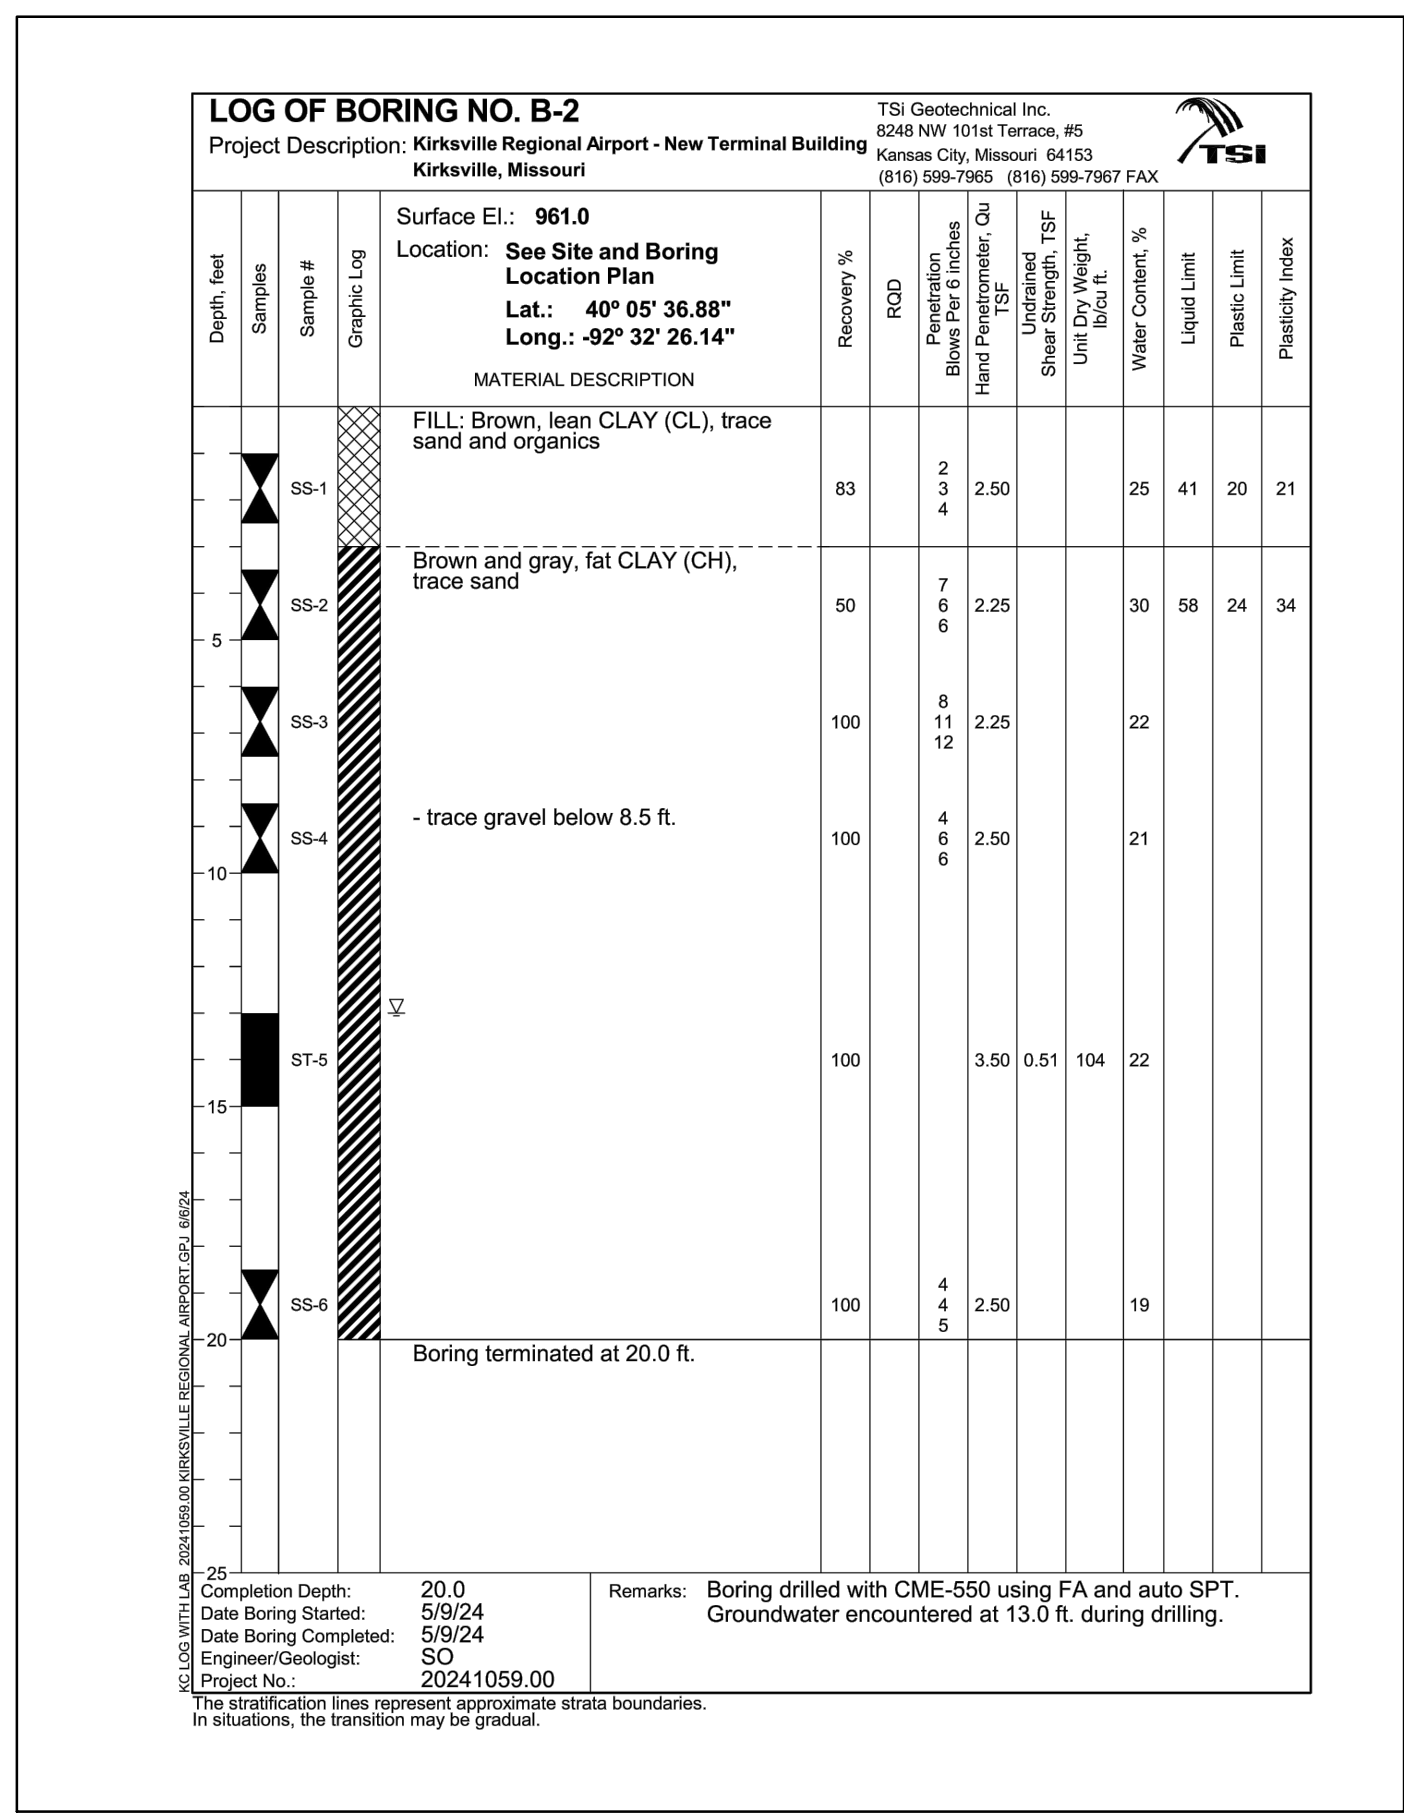 LOG OF BORING NO. B-2
Project Description: Kirksville Regional Airport - New Terminal Building
Kirksville, Missouri
TSi Geotechnical Inc.
8248 NW 101st Terrace, #5
Kansas City, Missouri 64153
(816) 599-7965 (816) 599-7967 FAX
TSi
Depth, feet
Samples
Sample #
Graphic Log
Surface El.: 961.0
Location: See Site and Boring
Location Plan
Lat.: 40º 05' 36.88"
Long.: -92º 32' 26.14"
MATERIAL DESCRIPTION
Recovery %
RQD
Penetration
Blows Per 6 inches
Hand Penetrometer, Qu
TSF
Undrained
Shear Strength, TSF
Unit Dry Weight,
lb/cu ft.
Water Content, %
Liquid Limit
Plastic Limit
Plasticity Index
FILL: Brown, lean CLAY (CL), trace
sand and organics
2
SS-1 83 3 2.50 25 41 20 21
4
Brown and gray, fat CLAY (CH),
trace sand
7
SS-2 50 6 2.25 30 58 24 34
6
5
8
SS-3 100 11 2.25 22
12
- trace gravel below 8.5 ft.
4
SS-4 100 6 2.50 21
6
10
ST-5 100 3.50 0.51 104 22
15
4
SS-6 100 4 2.50 19
5
20
Boring terminated at 20.0 ft.
25
KC LOG WITH LAB 20241059.00 KIRKSVILLE REGIONAL AIRPORT.GPJ 6/6/24
Completion Depth: 20.0
Date Boring Started: 5/9/24
Date Boring Completed: 5/9/24
Engineer/Geologist: SO
Project No.: 20241059.00
Remarks: Boring drilled with CME-550 using FA and auto SPT.
Groundwater encountered at 13.0 ft. during drilling.
The stratification lines represent approximate strata boundaries.
In situations, the transition may be gradual.